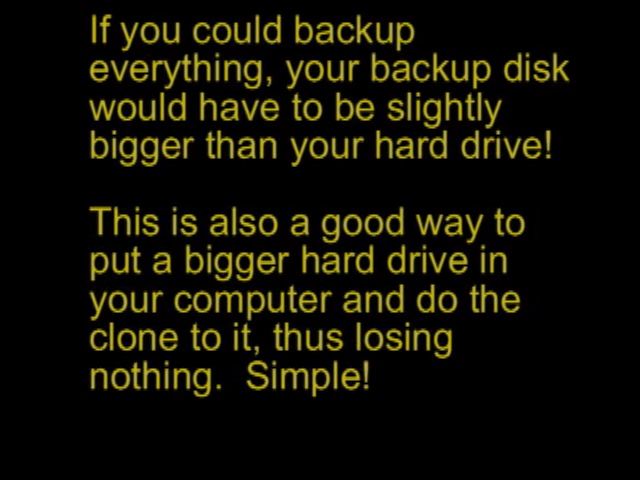 If you could backup
everything, your backup disk
would have to be slightly
bigger than your hard drive!
This is also a good way to
put a bigger hard drive in
your computer and do the
clone to it, thus losing
nothing.  Simple!